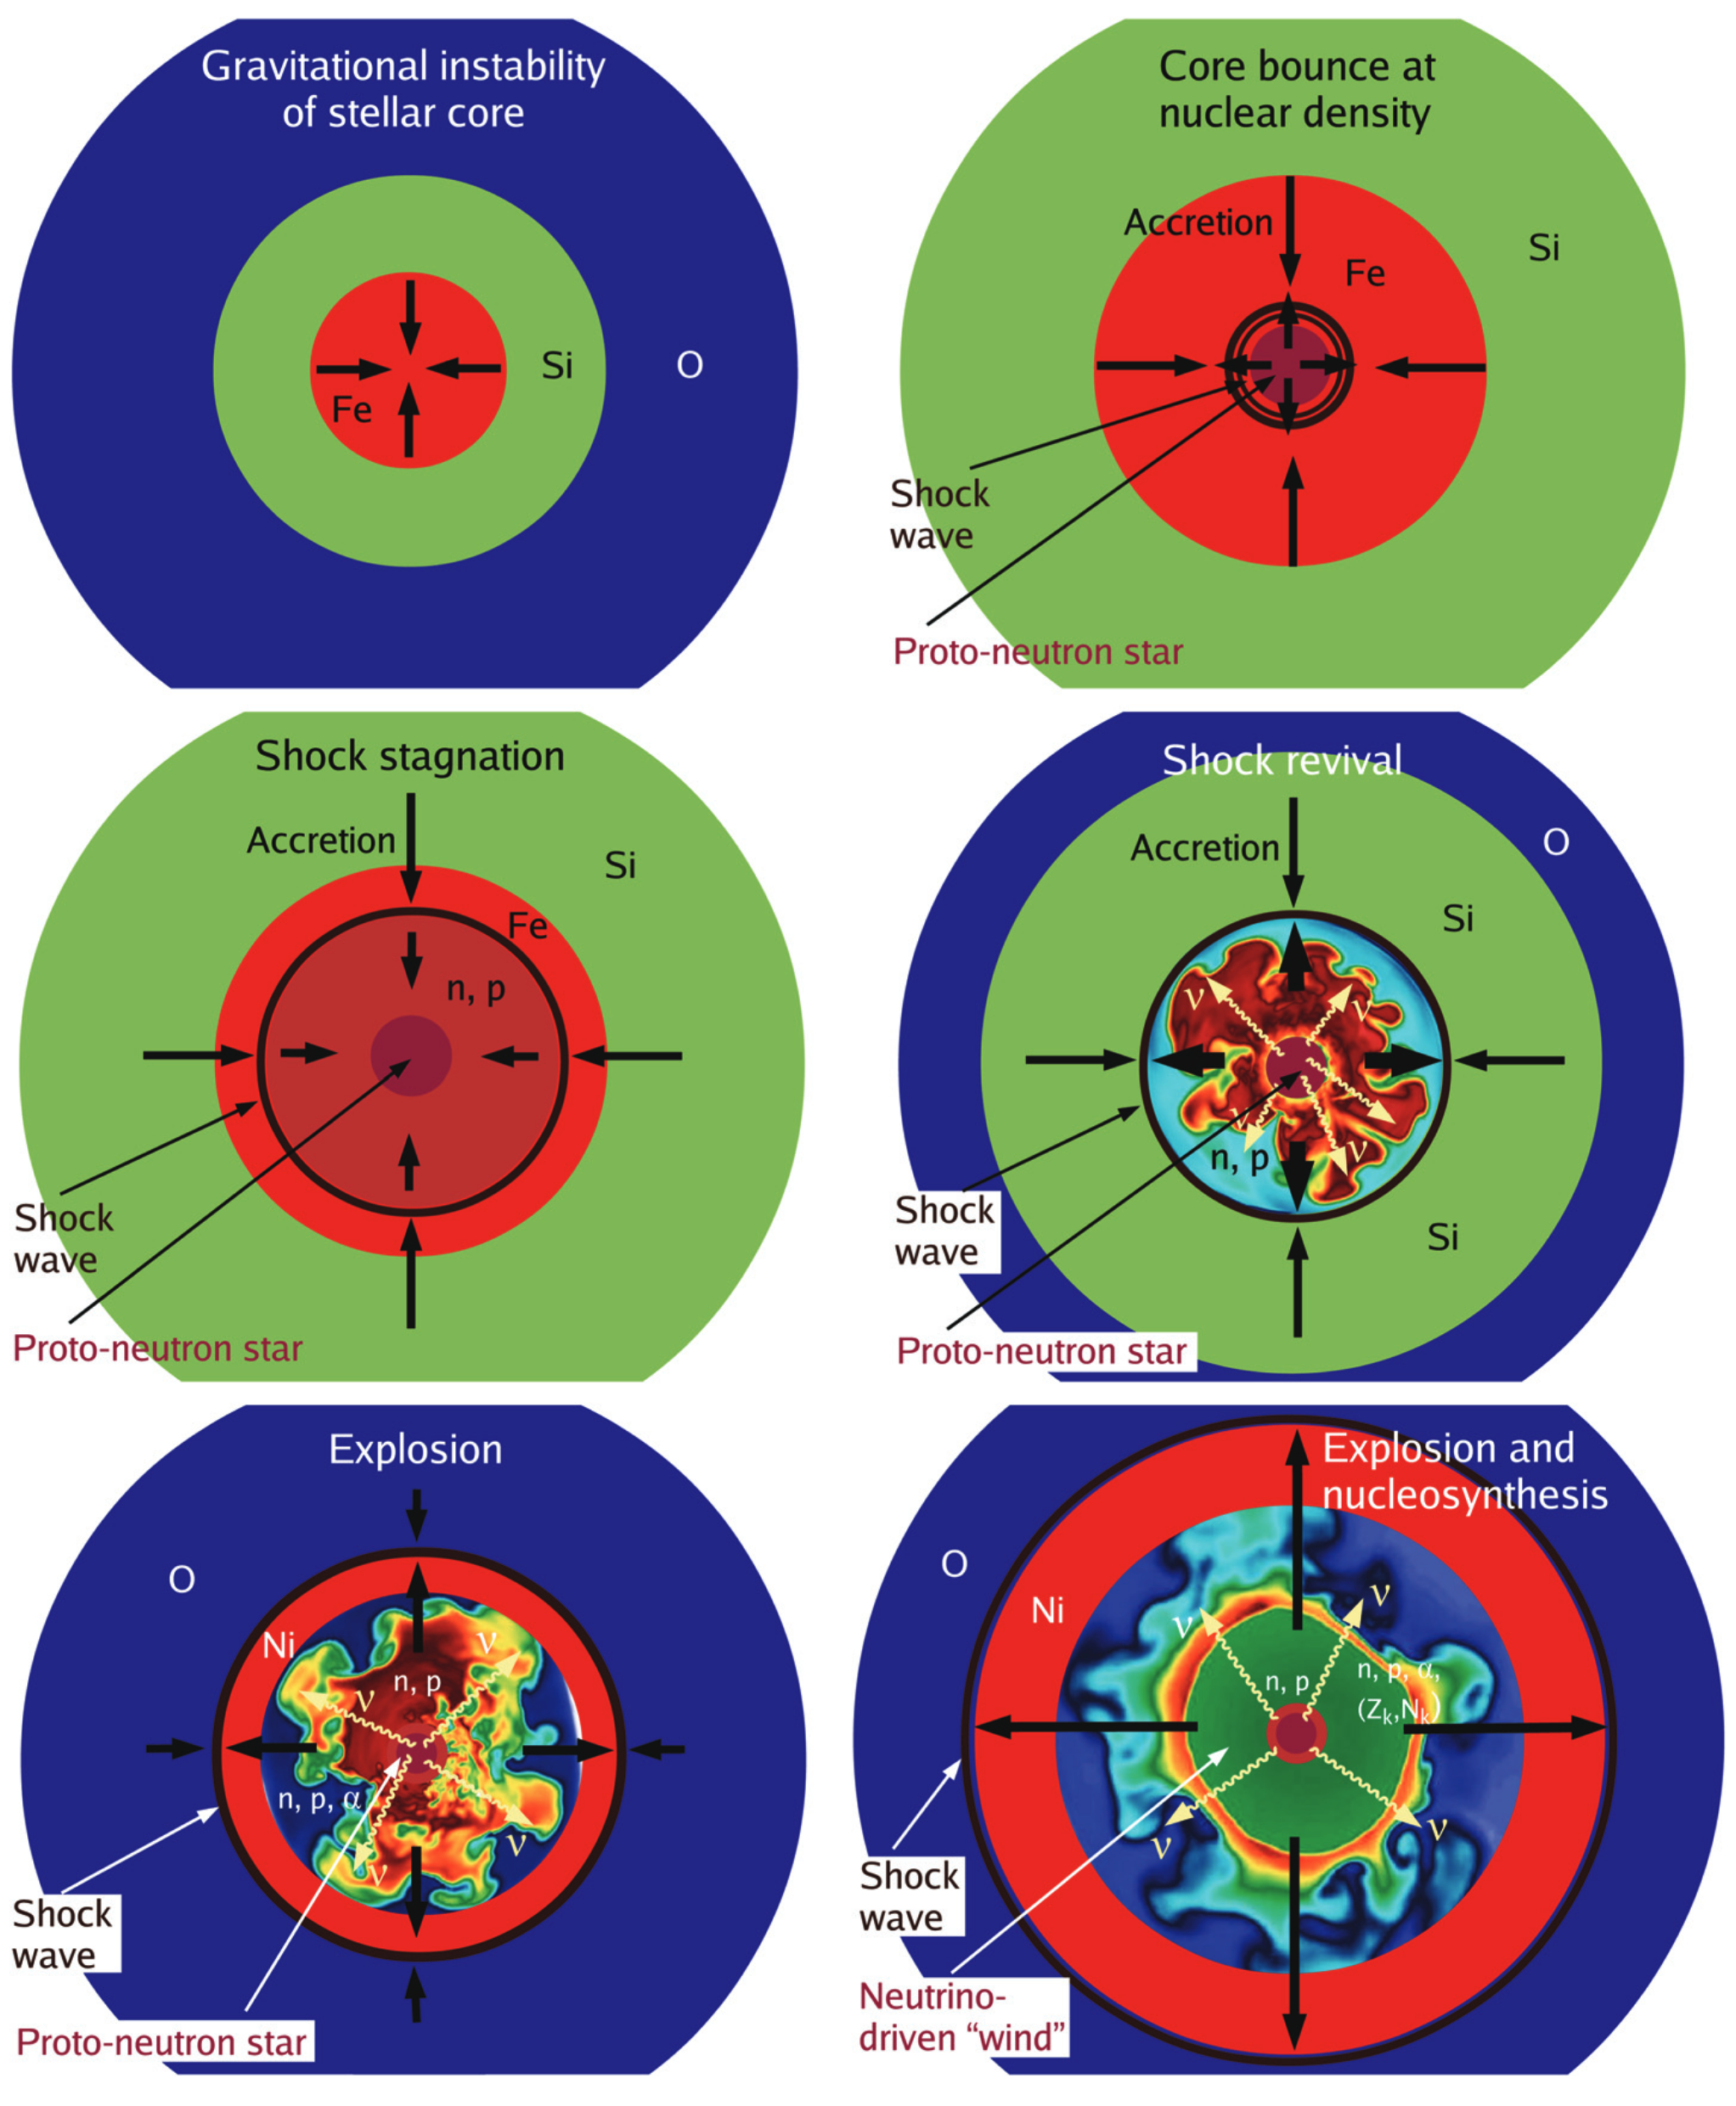 Gravitational instability
of stellar core
Si
O
Fe
Core bounce at
nuclear density
Accretion
Si
Fe
Shock
wave
Proto-neutron star
Shock stagnation
Accretion
Si
Fe
n, p
Shock
wave
Proto-neutron star
Shock revival
O
Accretion
Si
ν
ν
ν
ν
n, p
Shock
wave
Si
Proto-neutron star
Explosion
O
Ni
ν
n, p
ν
n, p, α
ν
ν
Shock
wave
Proto-neutron star
Explosion and
nucleosynthesis
O
Ni
ν
ν
n, p
n, p, α,
(Zₖ,Nₖ)
ν
ν
Shock
wave
Neutrino-
driven “wind”